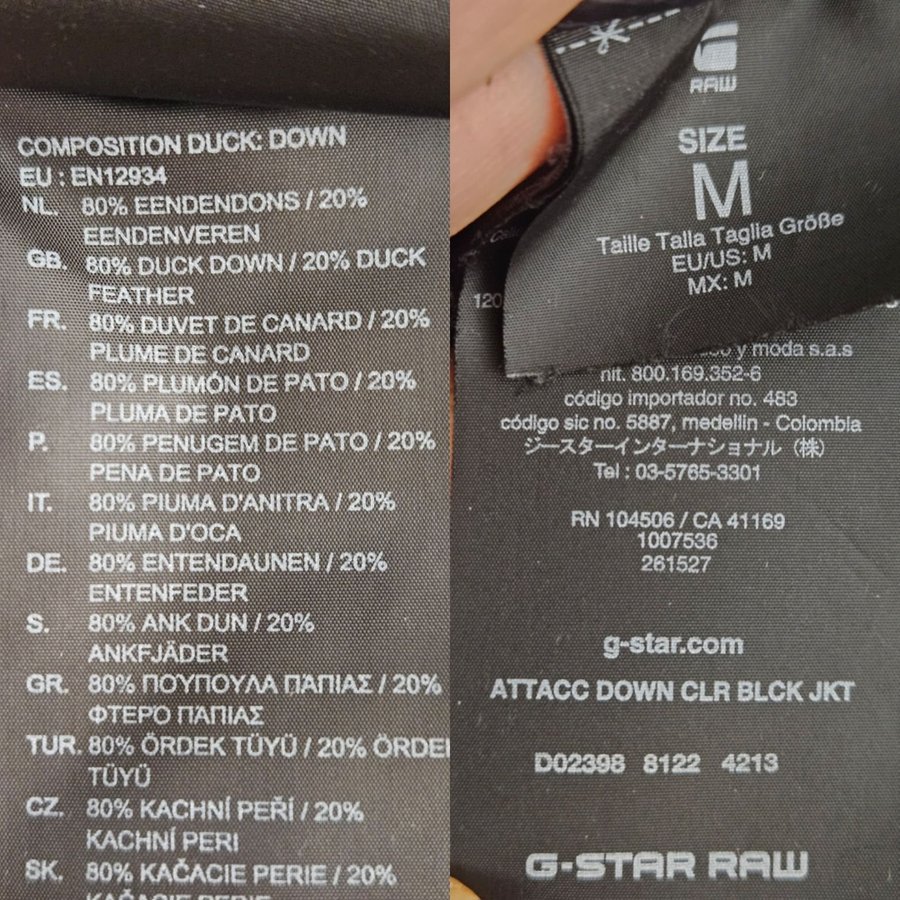 COMPOSITION DUCK: DOWN
EU : EN12934
NL. 80% EENDENDONS / 20%
EENDENVEREN
GB. 80% DUCK DOWN / 20% DUCK
FEATHER
FR. 80% DUVET DE CANARD / 20%
PLUME DE CANARD
ES. 80% PLUMÓN DE PATO / 20%
PLUMA DE PATO
P. 80% PENUGEM DE PATO / 20%
PENA DE PATO
IT. 80% PIUMA D'ANITRA / 20%
PIUMA D'OCA
DE. 80% ENTENDAUNEN / 20%
ENTENFEDER
S. 80% ANK DUN / 20%
ANKFJÄDER
GR. 80% ΠΟΥΠΟΥΛΑ ΠΑΠΙΑΣ / 20%
ΦΤΕΡΌ ΠΑΠΙΑΣ
TUR. 80% ÖRDEK TÜYÜ / 20% ÖRDE
TÜYÜ
CZ. 80% KACHNÍ PEŘÍ / 20%
KACHNÍ PERI
SK. 80% KAČACIE PERIE / 20%
KAČACIE PERIE
RAW
SIZE
M
Taille Talla Taglia Größe
EU/US: M
MX: M
120
y moda s.a.s
nit. 800.169.352-6
código importador no. 483
código sic no. 5887, medellin - Colombia
ジースターインターナショナル（株）
Tel : 03-5765-3301
RN 104506 / CA 41169
1007536
261527
g-star.com
ATTACC DOWN CLR BLCK JKT
D02398 8122 4213
G-STAR RAW